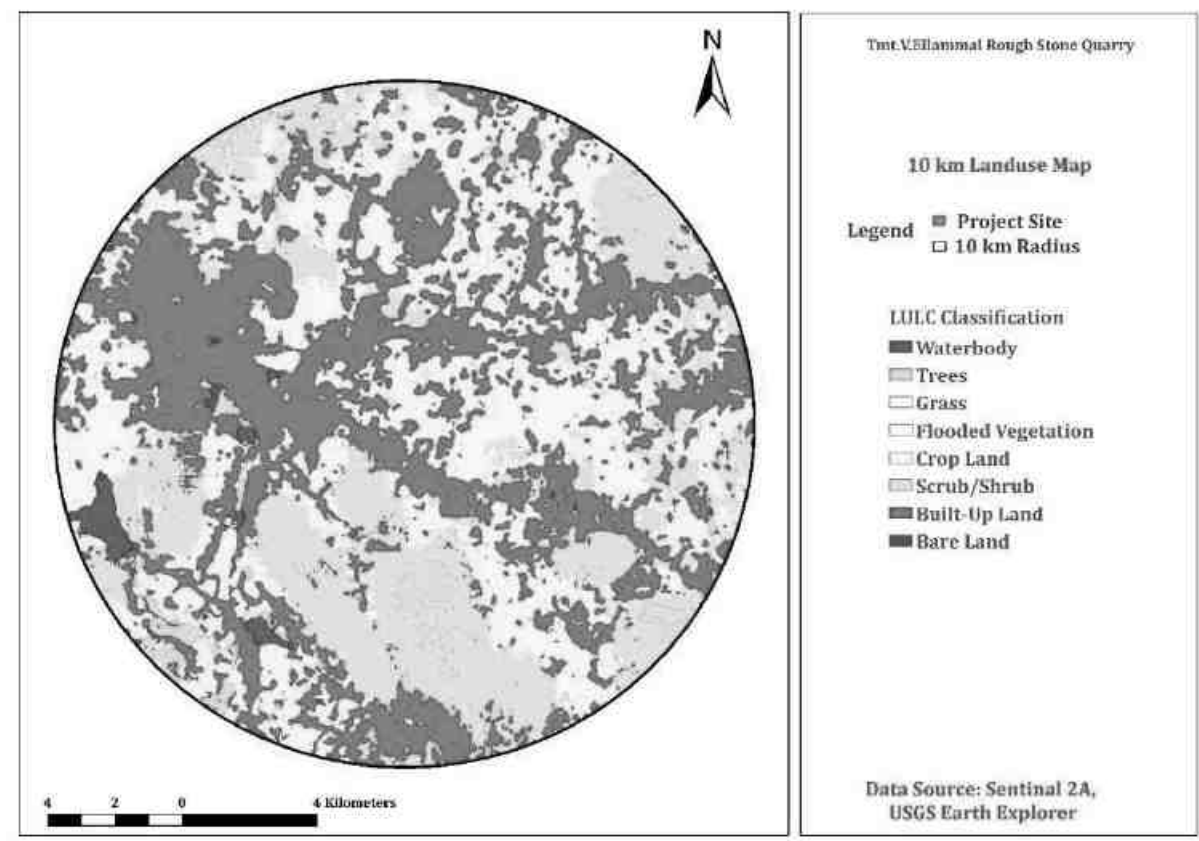 N
4 2 0 4 Kilometers
Tmt.V.Ellammal Rough Stone Quarry
10 km Landuse Map
Legend
Project Site
10 km Radius
LULC Classification
Waterbody
Trees
Grass
Flooded Vegetation
Crop Land
Scrub/Shrub
Built-Up Land
Bare Land
Data Source: Sentinal 2A,
USGS Earth Explorer